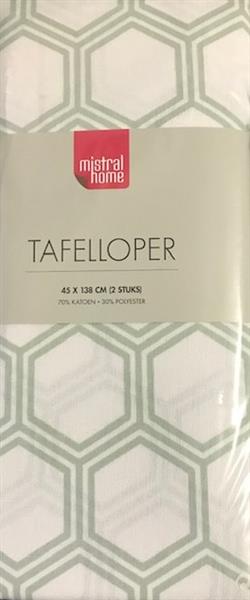 mistral
home
TAFELLOPER
45 X 138 CM (2 STUKS)
70% KATOEN • 30% POLYESTER